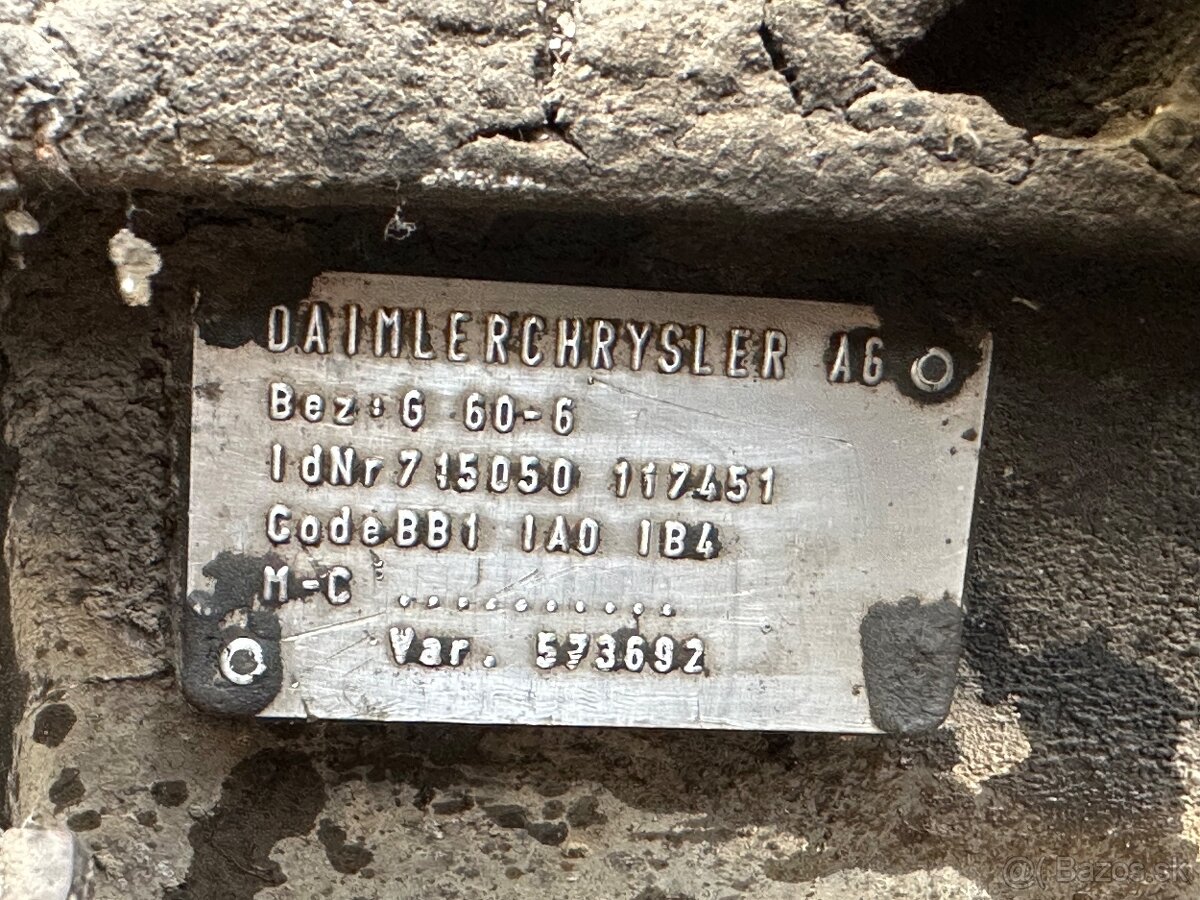 DAIMLERCHRYSLER AG
Bez:G 60-6
IdNr 715050 117451
Code BB1 IA0 IB4
M-C ..........
Var. 573692
@( Bazos.sk